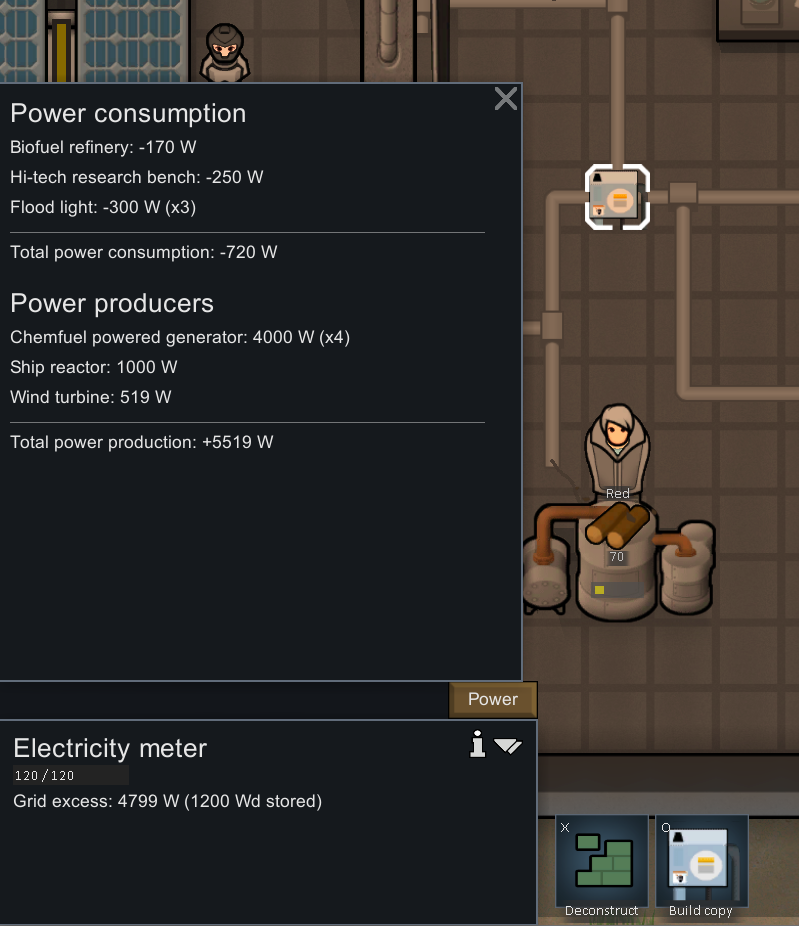 Power consumption
Biofuel refinery: -170 W
Hi-tech research bench: -250 W
Flood light: -300 W (x3)
Total power consumption: -720 W
Power producers
Chemfuel powered generator: 4000 W (x4)
Ship reactor: 1000 W
Wind turbine: 519 W
Total power production: +5519 W
Red
70
Power
Electricity meter
120 / 120
Grid excess: 4799 W (1200 Wd stored)
X
Deconstruct
O
Build copy